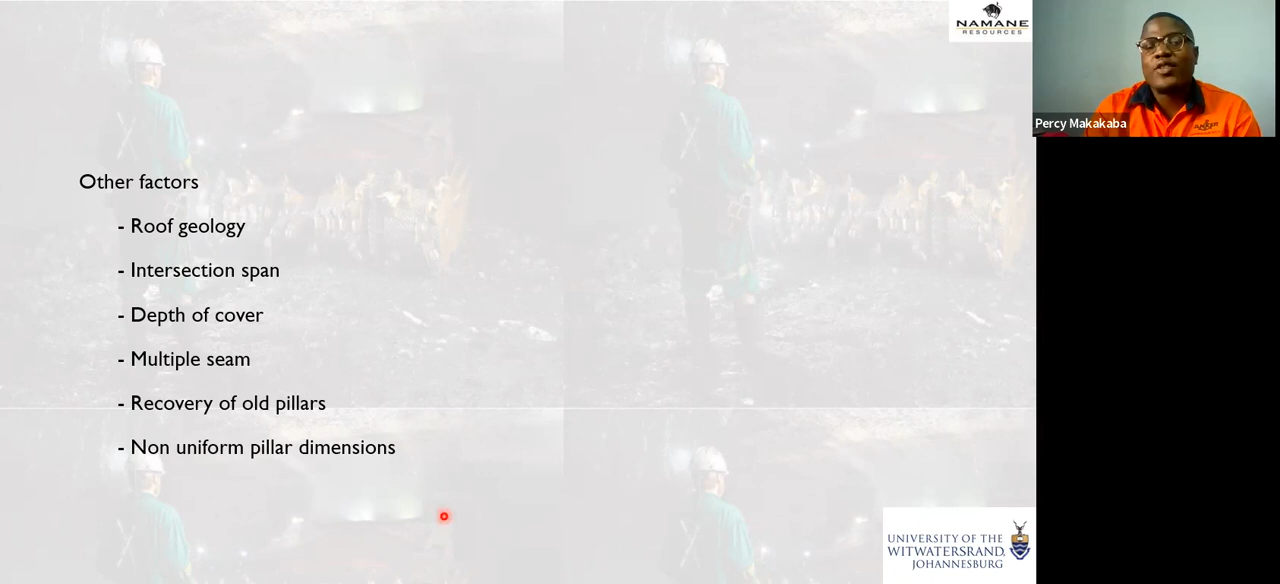 NAMANE
RESOURCES
Percy Makakaba
Other factors
- Roof geology
- Intersection span
- Depth of cover
- Multiple seam
- Recovery of old pillars
- Non uniform pillar dimensions
UNIVERSITY OF THE
WITWATERSRAND,
JOHANNESBURG